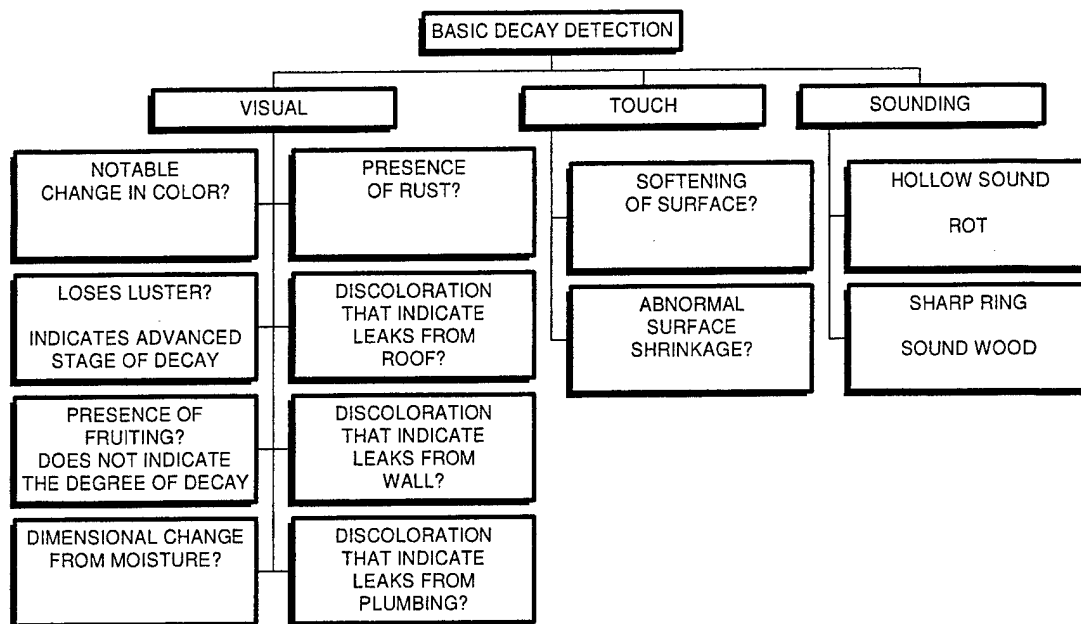 BASIC DECAY DETECTION
VISUAL
NOTABLE
CHANGE IN COLOR?
PRESENCE
OF RUST?
LOSES LUSTER?
INDICATES ADVANCED
STAGE OF DECAY
DISCOLORATION
THAT INDICATE
LEAKS FROM
ROOF?
PRESENCE OF
FRUITING?
DOES NOT INDICATE
THE DEGREE OF DECAY
DISCOLORATION
THAT INDICATE
LEAKS FROM
WALL?
DIMENSIONAL CHANGE
FROM MOISTURE?
DISCOLORATION
THAT INDICATE
LEAKS FROM
PLUMBING?
TOUCH
SOFTENING
OF SURFACE?
ABNORMAL
SURFACE
SHRINKAGE?
SOUNDING
HOLLOW SOUND
ROT
SHARP RING
SOUND WOOD